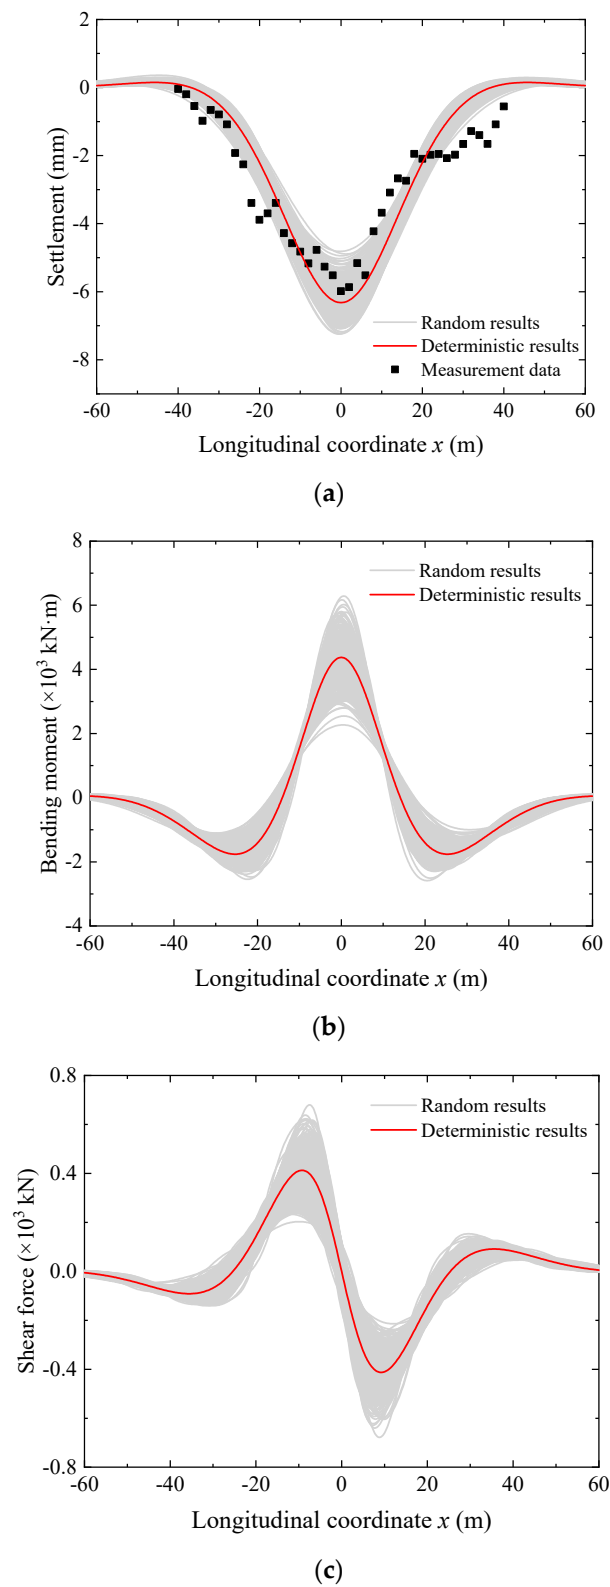 2
0
-2
-4
-6
-8
Settlement (mm)
Random results
Deterministic results
Measurement data
-60 -40 -20 0 20 40 60
Longitudinal coordinate x (m)
(a)
8
6
4
2
0
-2
-4
Bending moment (×10³ kN·m)
Random results
Deterministic results
-60 -40 -20 0 20 40 60
Longitudinal coordinate x (m)
(b)
0.8
0.4
0.0
-0.4
-0.8
Shear force (×10³ kN)
Random results
Deterministic results
-60 -40 -20 0 20 40 60
Longitudinal coordinate x (m)
(c)